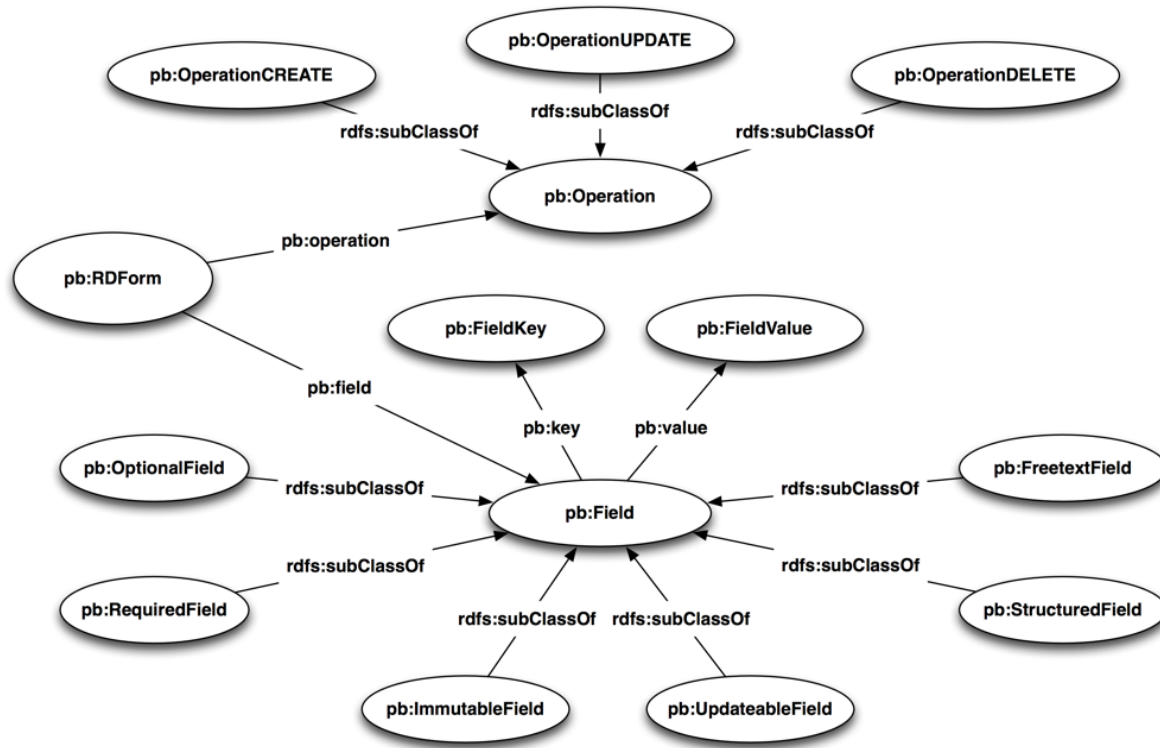 pb:OperationUPDATE
pb:OperationCREATE
pb:OperationDELETE
rdfs:subClassOf
rdfs:subClassOf
rdfs:subClassOf
pb:Operation
pb:operation
pb:RDForm
pb:FieldKey
pb:FieldValue
pb:field
pb:key
pb:value
pb:OptionalField
pb:FreetextField
rdfs:subClassOf
rdfs:subClassOf
pb:Field
rdfs:subClassOf
rdfs:subClassOf
pb:RequiredField
pb:StructuredField
rdfs:subClassOf
rdfs:subClassOf
pb:ImmutableField
pb:UpdateableField